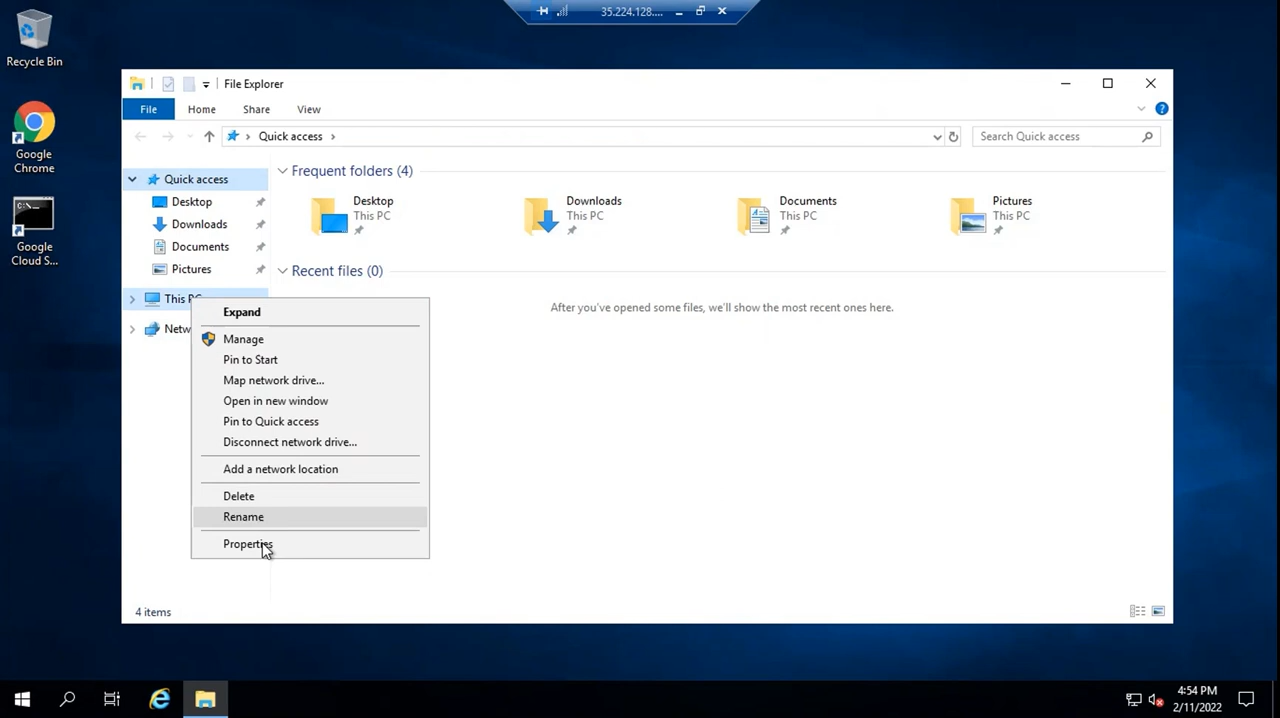 35.224.128....
Recycle Bin
Google
Chrome
Google
Cloud S...
File Explorer
File
Home
Share
View
Quick access
Search Quick access
Quick access
Desktop
Downloads
Documents
Pictures
This PC
Netw
Frequent folders (4)
Desktop
This PC
Downloads
This PC
Documents
This PC
Pictures
This PC
Recent files (0)
After you've opened some files, we'll show the most recent ones here.
Expand
Manage
Pin to Start
Map network drive...
Open in new window
Pin to Quick access
Disconnect network drive...
Add a network location
Delete
Rename
Properties
4 items
4:54 PM
2/11/2022